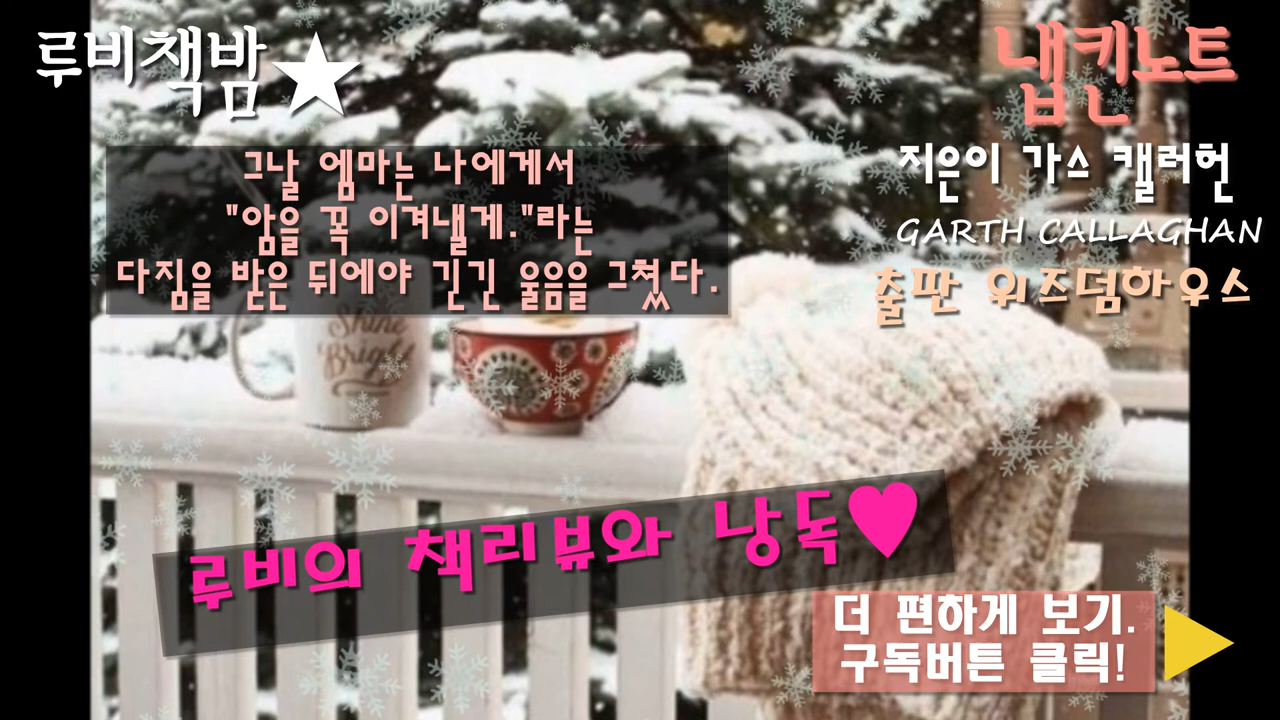 루비책밤★
냅킨노트
지은이 가스 캘러헌
GARTH CALLAGHAN
출판 위즈덤하우스
그날 엠마는 나에게서
"암을 꼭 이겨낼게."라는
다짐을 받은 뒤에야 긴긴 울음을 그쳤다.
Shine
Bright
루비의 책리뷰와 낭독♥
더 편하게 보기.
구독버튼 클릭!